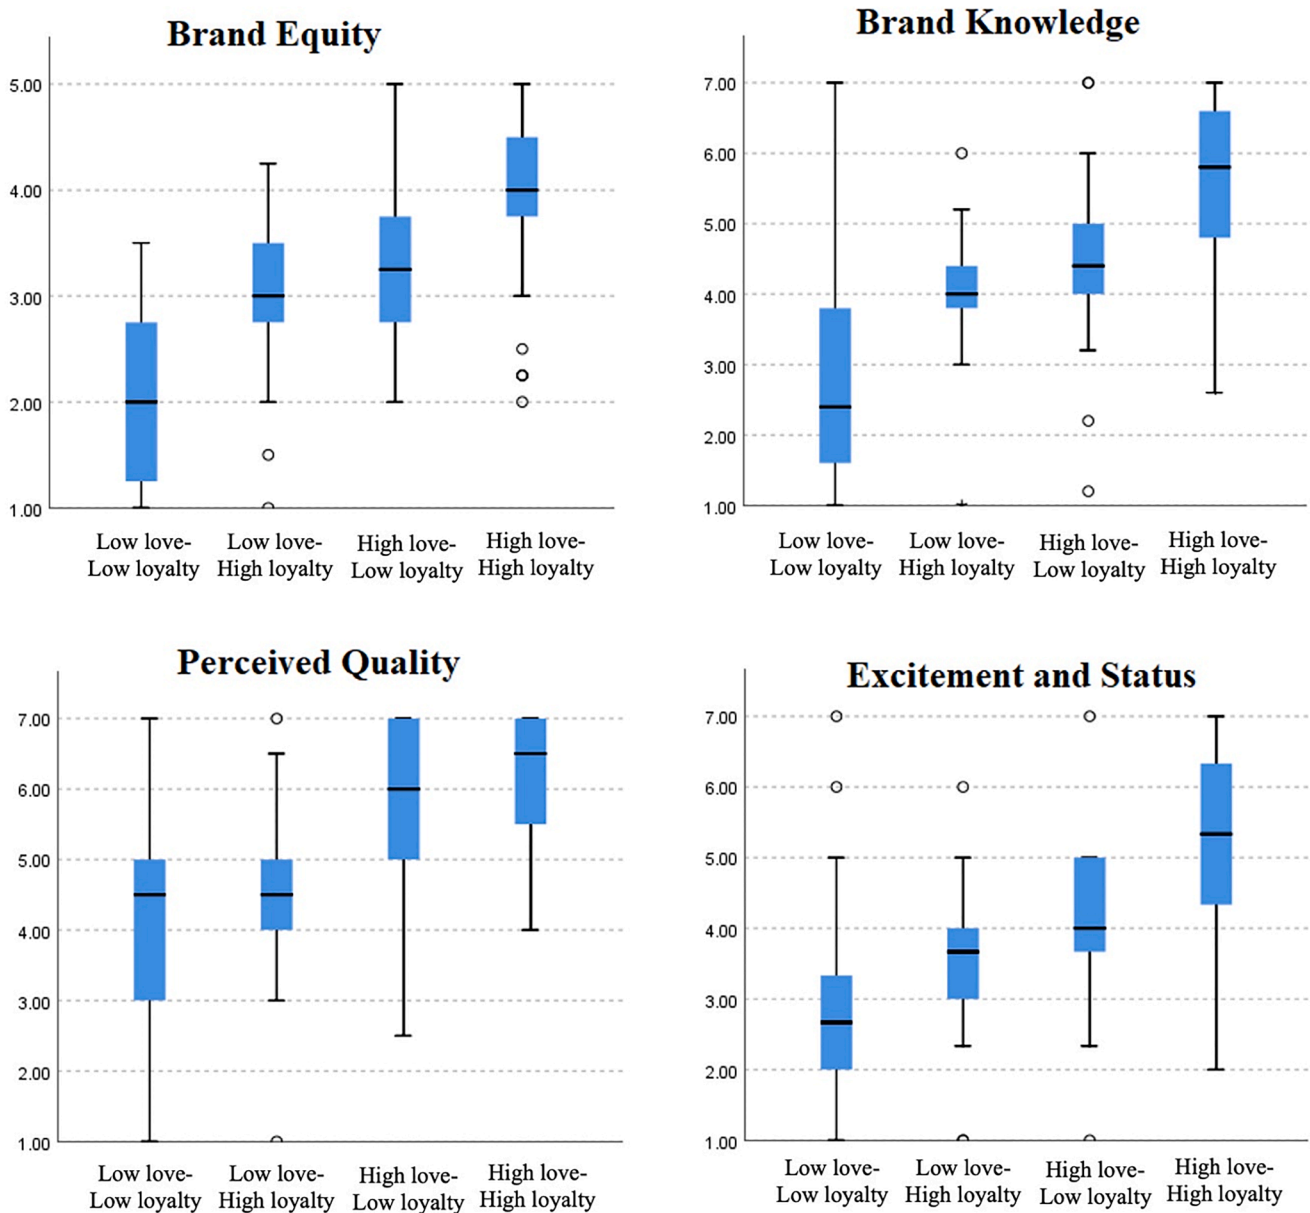 Brand Equity
5.00
4.00
3.00
2.00
1.00
Low love-
Low loyalty
Low love-
High loyalty
High love-
Low loyalty
High love-
High loyalty
Brand Knowledge
7.00
6.00
5.00
4.00
3.00
2.00
1.00
Low love-
Low loyalty
Low love-
High loyalty
High love-
Low loyalty
High love-
High loyalty
Perceived Quality
7.00
6.00
5.00
4.00
3.00
2.00
1.00
Low love-
Low loyalty
Low love-
High loyalty
High love-
Low loyalty
High love-
High loyalty
Excitement and Status
7.00
6.00
5.00
4.00
3.00
2.00
1.00
Low love-
Low loyalty
Low love-
High loyalty
High love-
Low loyalty
High love-
High loyalty